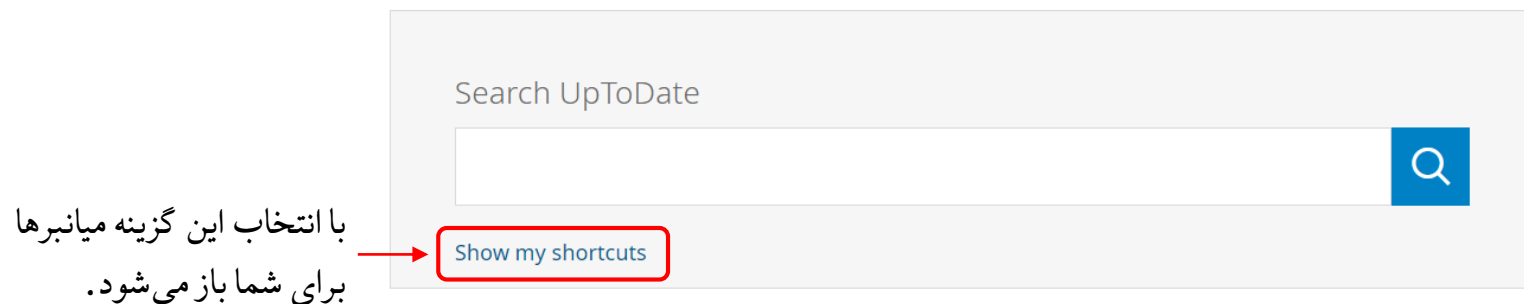 Search UpToDate
با انتخاب این گزینه میانبرها
برای شما باز می‌شود.
Show my shortcuts